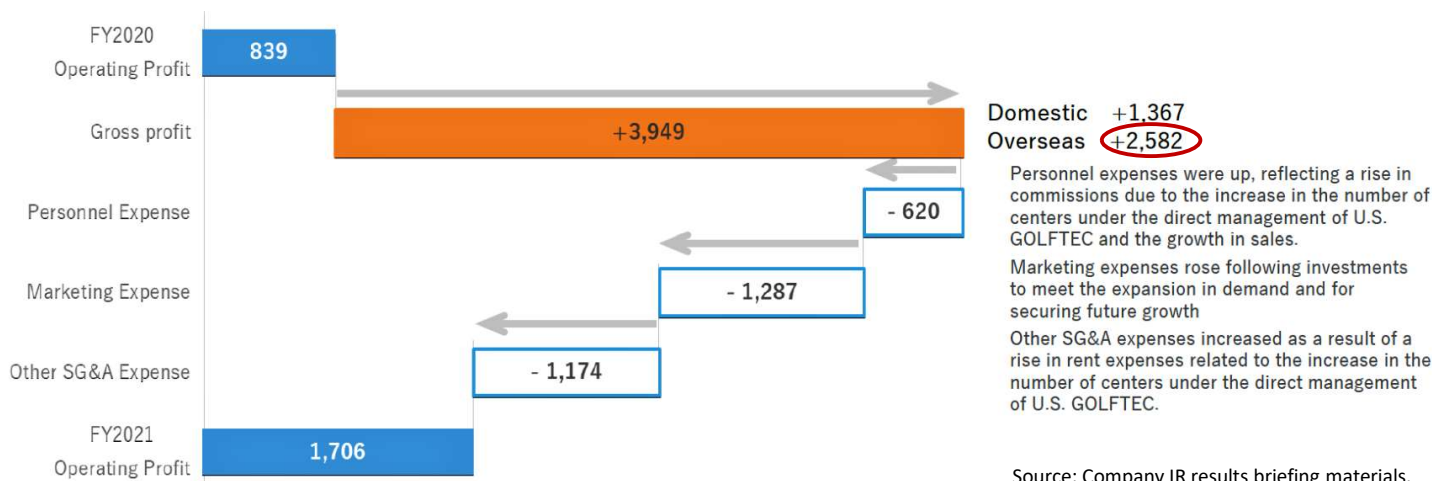 FY2020
Operating Profit
839
Gross profit
+3,949
Domestic +1,367
Overseas +2,582
Personnel Expense
- 620
Personnel expenses were up, reflecting a rise in
commissions due to the increase in the number of
centers under the direct management of U.S.
GOLFTEC and the growth in sales.
Marketing Expense
- 1,287
Marketing expenses rose following investments
to meet the expansion in demand and for
securing future growth
Other SG&A Expense
- 1,174
Other SG&A expenses increased as a result of a
rise in rent expenses related to the increase in the
number of centers under the direct management
of U.S. GOLFTEC.
FY2021
Operating Profit
1,706
Source: Company IR results briefing materials.